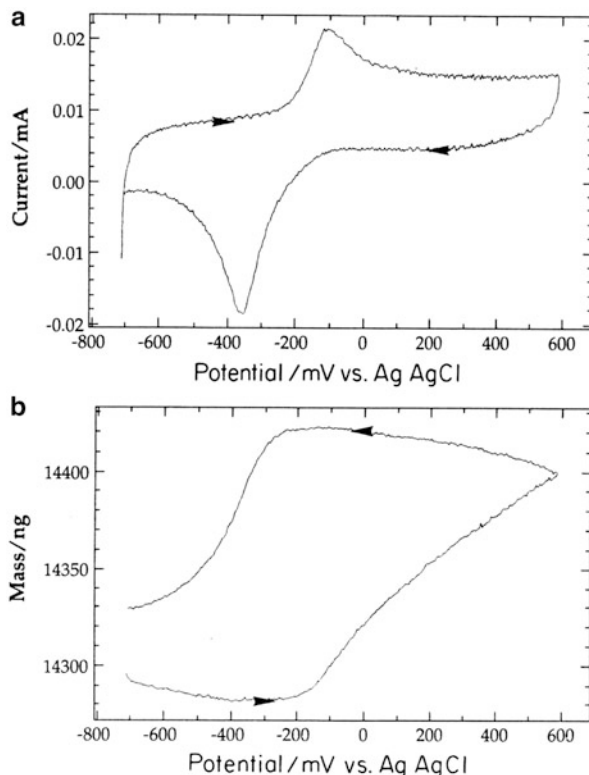 a
0.02
0.01
0.00
-0.01
-0.02
Current/mA
-800 -600 -400 -200 0 200 400 600
Potential /mV vs. Ag AgCl
b
14400
14350
14300
Mass/ng
-800 -600 -400 -200 0 200 400 600
Potential /mV vs. Ag AgCl